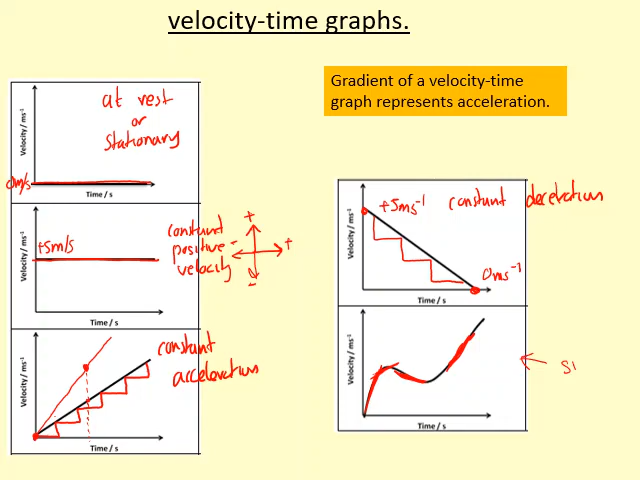 velocity-time graphs.
Gradient of a velocity-time
graph represents acceleration.
Velocity / ms⁻¹
at rest
or
stationary
0m/s
Time / s
Velocity / ms⁻¹
+5m/s
constant
positive
velocity
+
-
+
-
Time / s
Velocity / ms⁻¹
constant
acceleration
Time / s
Velocity / ms⁻¹
+5ms⁻¹ constant deceleration
0ms⁻¹
Time / s
Velocity / ms⁻¹
Time / s